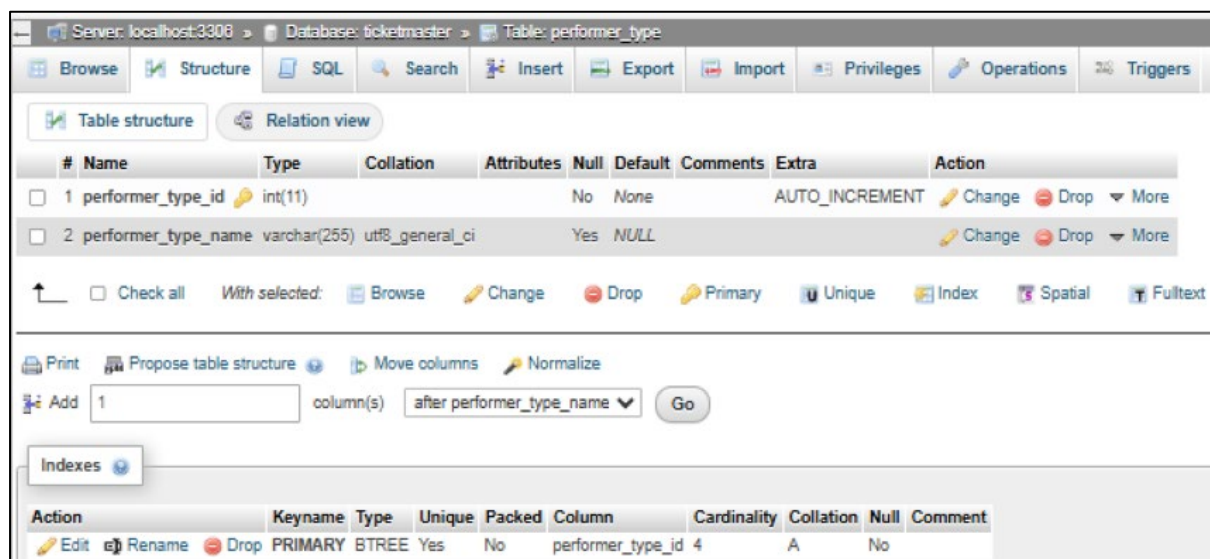 Server: localhost:3306 » Database: ticketmaster » Table: performer_type
Browse Structure SQL Search Insert Export Import Privileges Operations Triggers
Table structure Relation view
# Name Type Collation Attributes Null Default Comments Extra Action
1 performer_type_id int(11) No None AUTO_INCREMENT Change Drop More
2 performer_type_name varchar(255) utf8_general_ci Yes NULL Change Drop More
Check all With selected: Browse Change Drop Primary Unique Index Spatial Fulltext
Print Propose table structure Move columns Normalize
Add 1 column(s) after performer_type_name Go
Indexes
Action Keyname Type Unique Packed Column Cardinality Collation Null Comment
Edit Rename Drop PRIMARY BTREE Yes No performer_type_id 4 A No